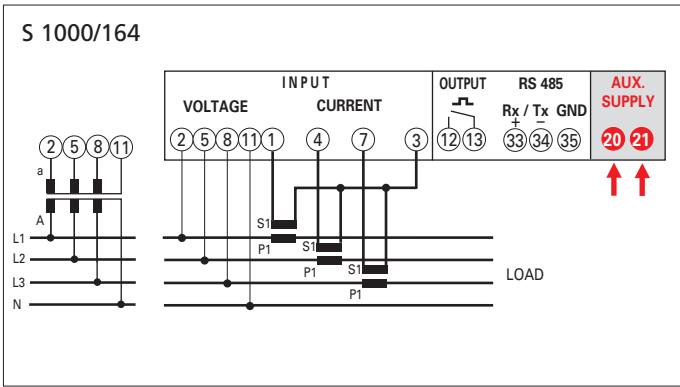 S 1000/164
INPUT
OUTPUT
RS 485
AUX.
SUPPLY
VOLTAGE
CURRENT
Rx / Tx GND
+ −
2 5 8 11
2 5 8 11 1 4 7 3
12 13
33 34 35
20 21
a
A
S1
L1
P1
S1
L2
P1
S1
L3
P1
LOAD
N